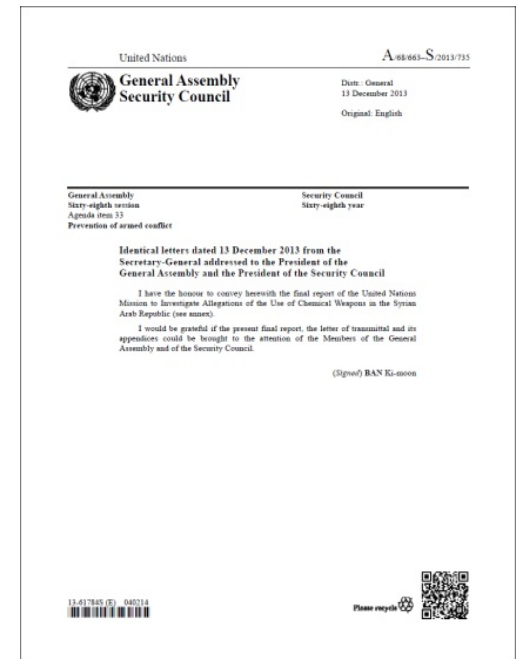 United Nations
A/68/663–S/2013/735
General Assembly
Security Council
Distr.: General
13 December 2013
Original: English
General Assembly
Sixty-eighth session
Agenda item 33
Prevention of armed conflict
Security Council
Sixty-eighth year
Identical letters dated 13 December 2013 from the
Secretary-General addressed to the President of the
General Assembly and the President of the Security Council
I have the honour to convey herewith the final report of the United Nations
Mission to Investigate Allegations of the Use of Chemical Weapons in the Syrian
Arab Republic (see annex).
I would be grateful if the present final report, the letter of transmittal and its
appendices could be brought to the attention of the Members of the General
Assembly and of the Security Council.
(Signed) BAN Ki-moon
13-61784S (E) 040214
Please recycle